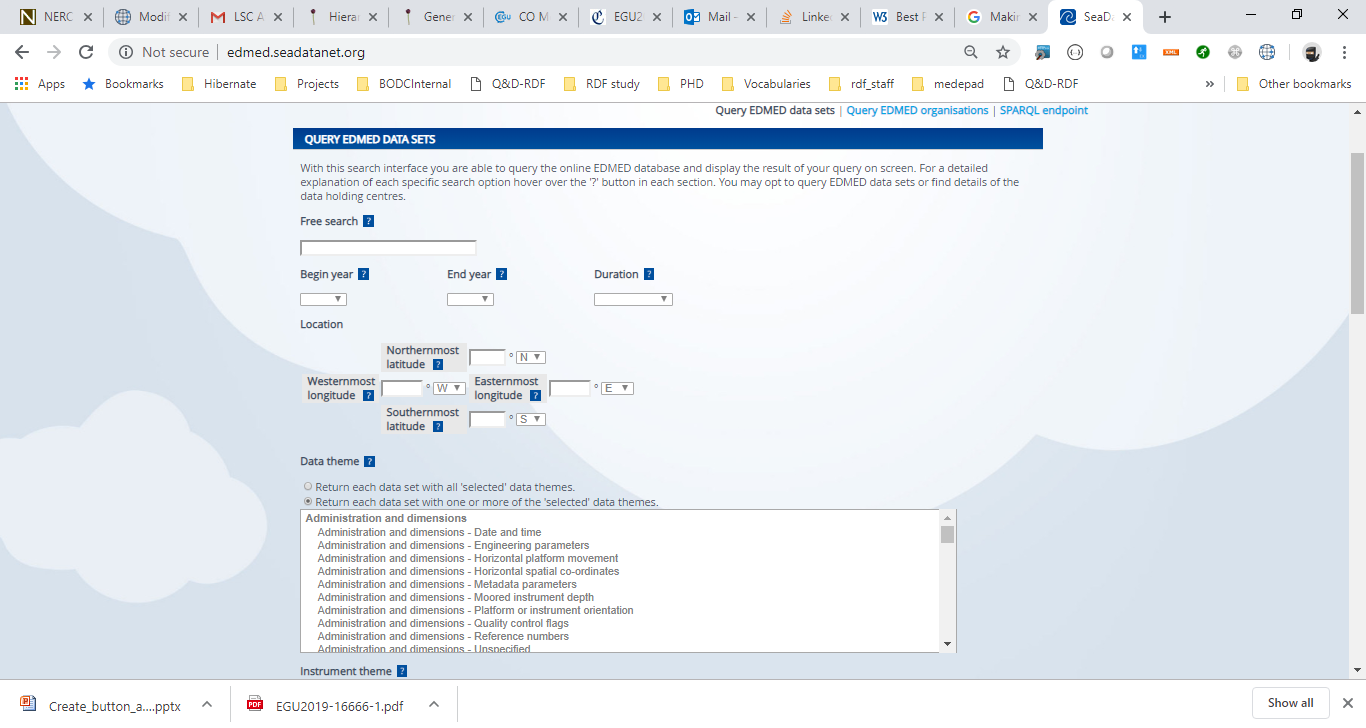 NERC
Modif
LSC A
Hierar
Gener
CO M
EGU2
Mail -
Linke
Best P
Makin
SeaDa
Not secure
edmed.seadatanet.org
Apps
Bookmarks
Hibernate
Projects
BODCInternal
Q&D-RDF
RDF study
PHD
Vocabularies
rdf_staff
medepad
Q&D-RDF
»
Other bookmarks
Query EDMED data sets | Query EDMED organisations | SPARQL endpoint
QUERY EDMED DATA SETS
With this search interface you are able to query the online EDMED database and display the result of your query on screen. For a detailed
explanation of each specific search option hover over the '?' button in each section. You may opt to query EDMED data sets or find details of the
data holding centres.
Free search ?
Begin year ? End year ? Duration ?
Location
Northernmost
latitude ? ° N
Westernmost
longitude ? ° W
Easternmost
longitude ? ° E
Southernmost
latitude ? ° S
Data theme ?
Return each data set with all 'selected' data themes.
Return each data set with one or more of the 'selected' data themes.
Administration and dimensions
Administration and dimensions - Date and time
Administration and dimensions - Engineering parameters
Administration and dimensions - Horizontal platform movement
Administration and dimensions - Horizontal spatial co-ordinates
Administration and dimensions - Metadata parameters
Administration and dimensions - Moored instrument depth
Administration and dimensions - Platform or instrument orientation
Administration and dimensions - Quality control flags
Administration and dimensions - Reference numbers
Administration and dimensions - Unspecified
Instrument theme ?
Create_button_a....pptx
EGU2019-16666-1.pdf
Show all